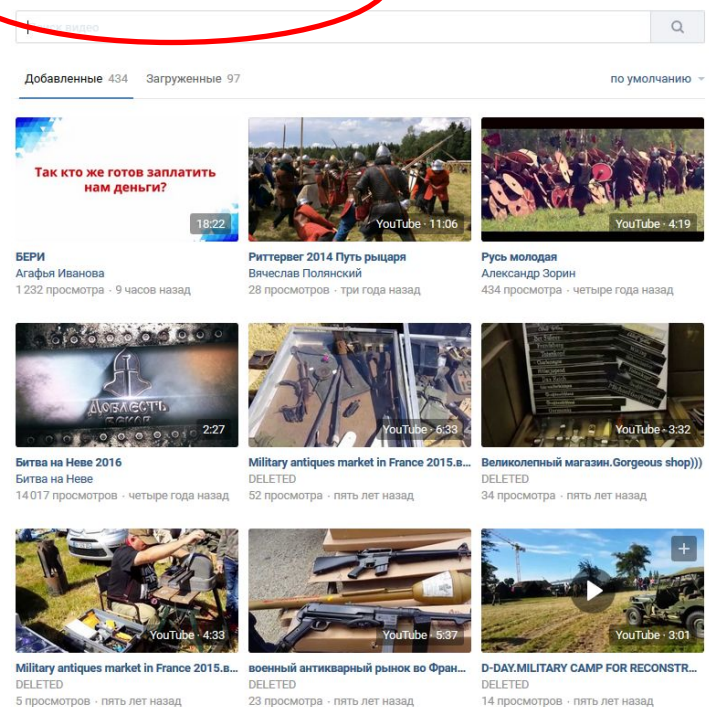 Поиск видео
Добавленные 434 Загруженные 97 по умолчанию
Так кто же готов заплатить
нам деньги?
18:22
YouTube · 11:06
YouTube · 4:19
БЕРИ
Агафья Иванова
1 232 просмотра · 9 часов назад
Риттервег 2014 Путь рыцаря
Вячеслав Полянский
28 просмотров · три года назад
Русь молодая
Александр Зорин
434 просмотра · четыре года назад
ДОБЛЕСТЬ
ВЕКОВ
2:27
YouTube · 6:33
YouTube · 3:32
Битва на Неве 2016
Битва на Неве
14 017 просмотров · четыре года назад
Military antiques market in France 2015.в...
DELETED
52 просмотра · пять лет назад
Великолепный магазин.Gorgeous shop)))
DELETED
34 просмотра · пять лет назад
YouTube · 4:33
YouTube · 5:37
YouTube · 3:01
Military antiques market in France 2015.в...
DELETED
5 просмотров · пять лет назад
военный антикварный рынок во Фран...
DELETED
23 просмотра · пять лет назад
D-DAY.MILITARY CAMP FOR RECONSTR...
DELETED
14 просмотров · пять лет назад